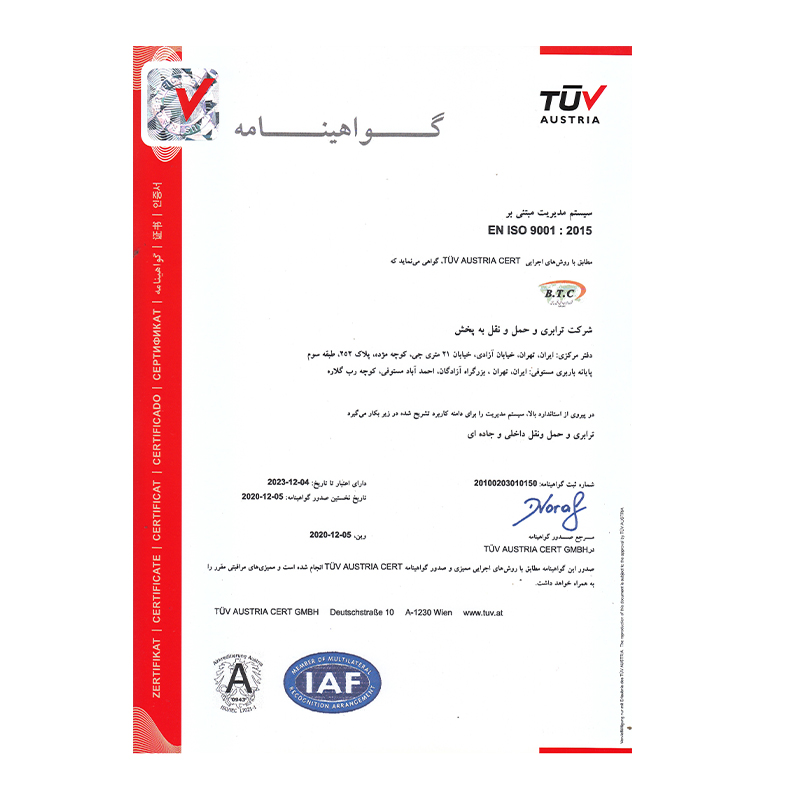 TÜV
AUSTRIA
گواهینامه
سیستم مدیریت مبتنی بر
EN ISO 9001 : 2015
مطابق با روش‌های اجرایی TÜV AUSTRIA CERT، گواهی می‌نماید که
B.T.C
شرکت ترابری و حمل و نقل به پخش
دفتر مرکزی: ایران، تهران، خیابان آزادی، خیابان ۲۱ متری جی، کوچه مژده، پلاک ۲۵۳، طبقه سوم
پایانه باربری مستوفی: ایران، تهران ، بزرگراه آزادگان، احمد آباد مستوفی، کوچه رب گلاره
در پیروی از استاندارد بالا، سیستم مدیریت را برای دامنه کاربرد تشریح شده در زیر بکار می‌گیرد
ترابری و حمل ونقل داخلی و جاده ای
شماره ثبت گواهینامه: 20100203010150
دارای اعتبار تا تاریخ: 2023-12-04
تاریخ نخستین صدور گواهینامه: 2020-12-05
مرجع صدور گواهینامه
در TÜV AUSTRIA CERT GMBH
وین، 2020-12-05
صدور این گواهینامه مطابق با روش‌های اجرایی ممیزی و صدور گواهینامه TÜV AUSTRIA CERT انجام شده است و ممیزی‌های مراقبتی مقرر را
به همراه خواهد داشت.
TÜV AUSTRIA CERT GMBH Deutschstraße 10 A-1230 Wien www.tuv.at
Akkreditierung Austria
A
0943
ISO/IEC 17021-1
MEMBER OF MULTILATERAL
IAF
RECOGNITION ARRANGEMENT
ZERTIFIKAT | CERTIFICATE | CERTIFICAT | CERTIFICADO | СЕРТИФИКАТ | گواهینامه | 证书 | 인증서